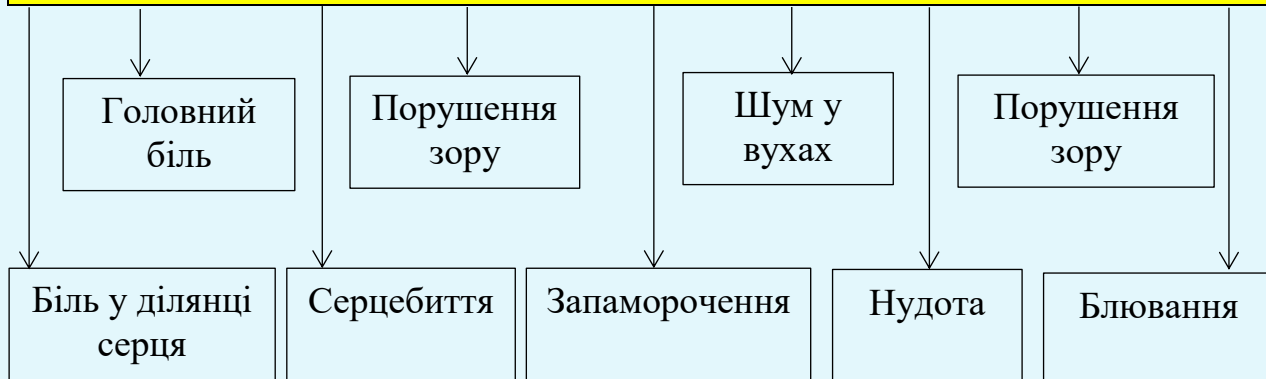 Головний
біль
Порушення
зору
Шум у
вухах
Порушення
зору
Біль у ділянці
серця
Серцебиття
Запаморочення
Нудота
Блювання